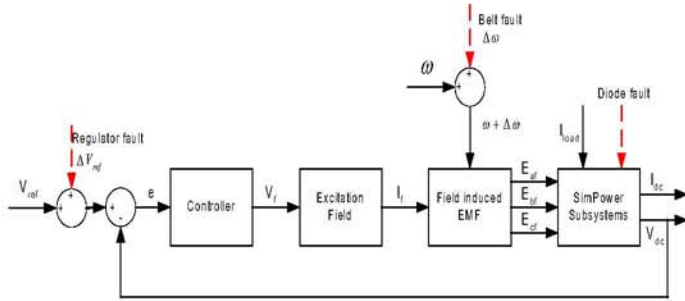 Belt fault
Δω
ω
+
+
Diode fault
Regulator fault
ΔV_ref
ω + Δω
I_load
V_ref
+
+
-
e
Controller
V_f
Excitation
Field
I_f
Field induced
EMF
E_af
E_bf
E_cf
SimPower
Subsystems
I_dc
V_dc